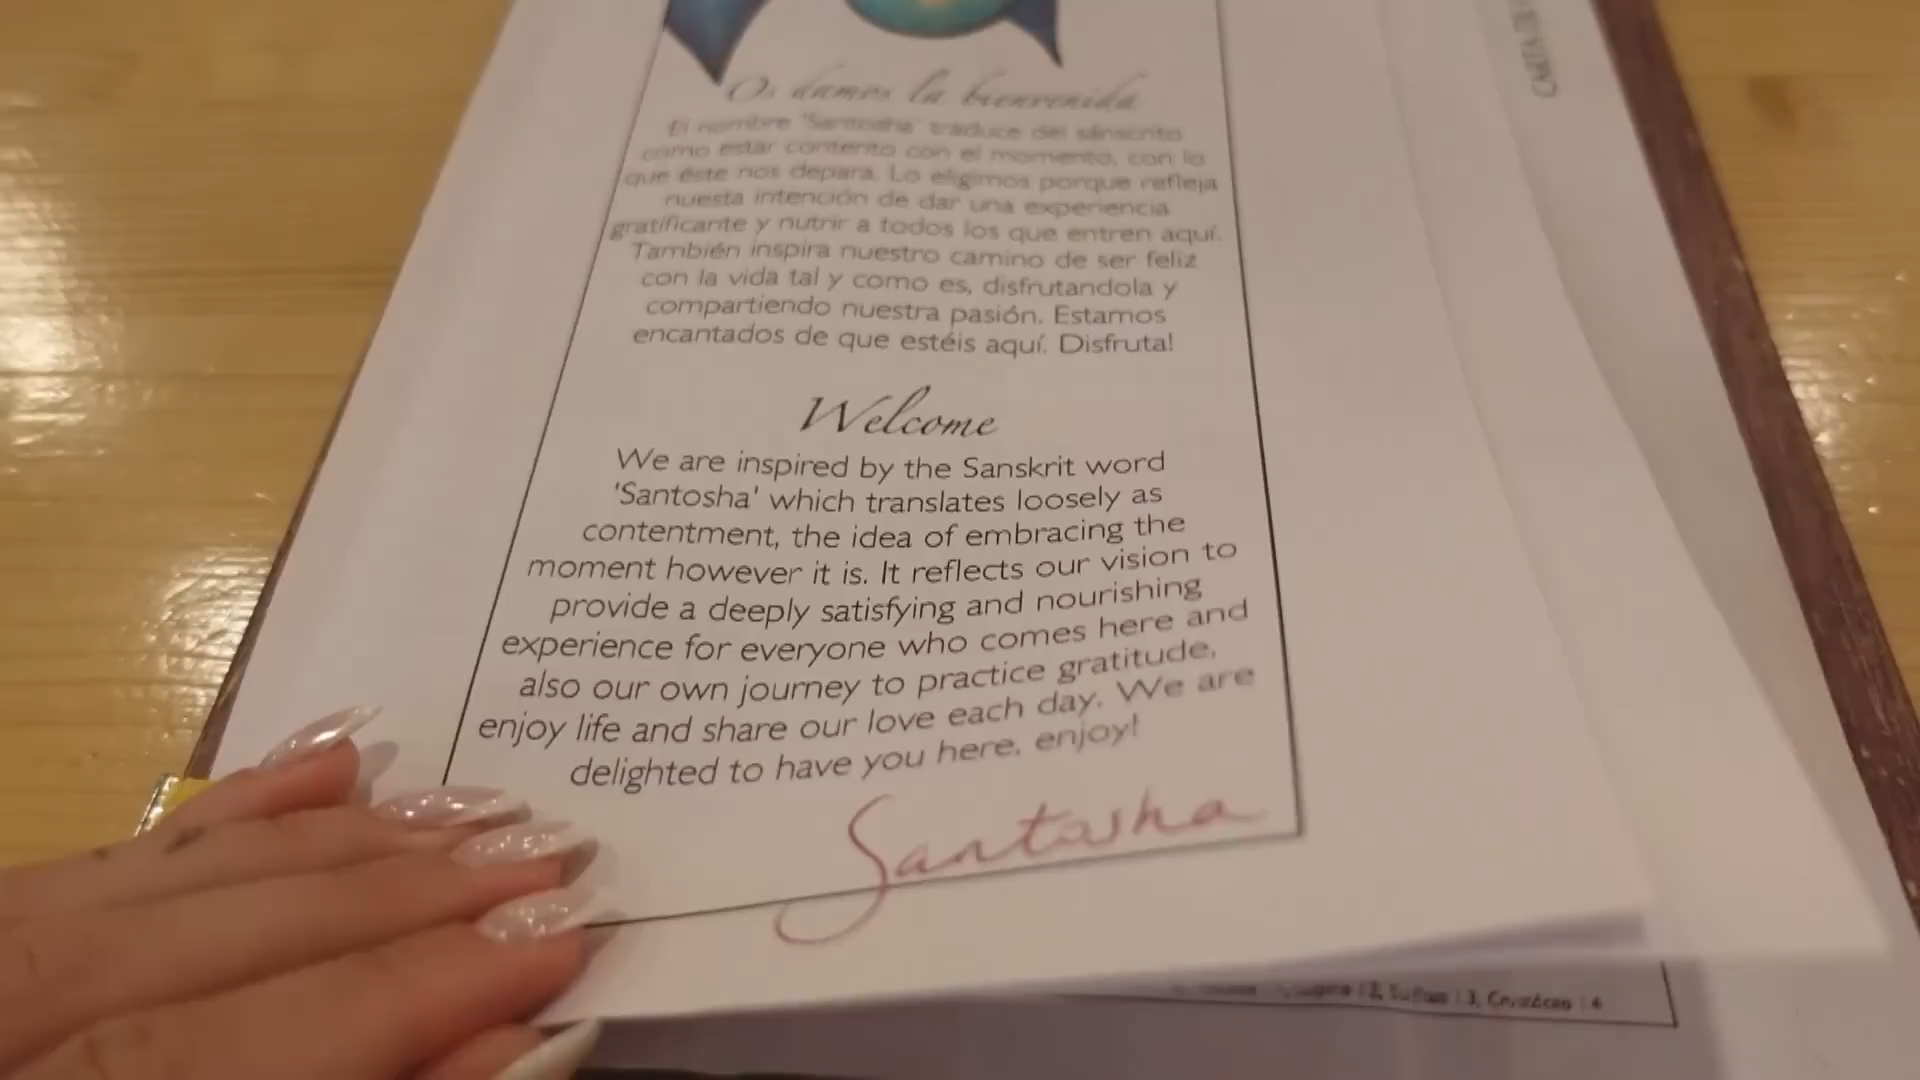 Os damos la bienvenida
El nombre 'Santosha' traduce del sánscrito
como estar contento con el momento, con lo
que éste nos depara. Lo eligimos porque refleja
nuesta intención de dar una experiencia
gratificante y nutrir a todos los que entren aquí.
También inspira nuestro camino de ser feliz
con la vida tal y como es, disfrutandola y
compartiendo nuestra pasión. Estamos
encantados de que estéis aquí. Disfruta!
Welcome
We are inspired by the Sanskrit word
'Santosha' which translates loosely as
contentment, the idea of embracing the
moment however it is. It reflects our vision to
provide a deeply satisfying and nourishing
experience for everyone who comes here and
also our own journey to practice gratitude,
enjoy life and share our love each day. We are
delighted to have you here, enjoy!
Santosha
CARTA DE